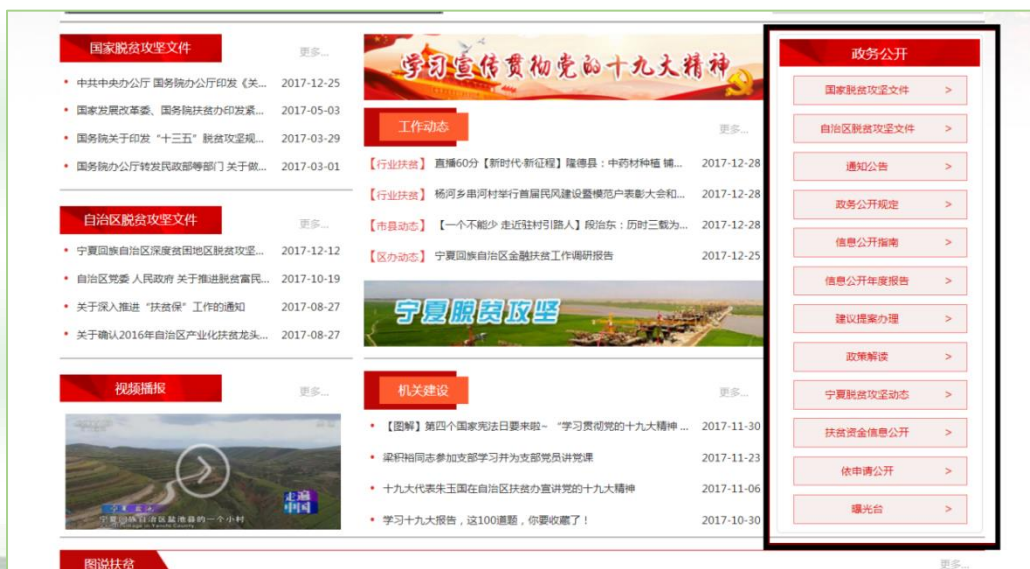 国家脱贫攻坚文件
更多...
中共中央办公厅 国务院办公厅印发《关... 2017-12-25
国家发展改革委、国务院扶贫办印发紧... 2017-05-03
国务院关于印发“十三五”脱贫攻坚规... 2017-03-29
国务院办公厅转发民政部等部门 关于做... 2017-03-01
自治区脱贫攻坚文件
更多...
宁夏回族自治区深度贫困地区脱贫攻坚... 2017-12-12
自治区党委 人民政府 关于推进脱贫富民... 2017-10-19
关于深入推进“扶贫保”工作的通知 2017-08-27
关于确认2016年自治区产业化扶贫龙头... 2017-08-27
视频播报
更多...
走遍
中国
宁夏回族自治区盐池县的一个小村
学习宣传贯彻党的十九大精神
工作动态
更多...
【行业扶贫】 直播60分【新时代·新征程】隆德县:中药材种植 铺... 2017-12-28
【行业扶贫】 杨河乡串河村举行首届民风建设暨模范户表彰大会和... 2017-12-28
【市县动态】 【一个不能少 走近驻村引路人】段治东:历时三载为... 2017-12-28
【区办动态】 宁夏回族自治区金融扶贫工作调研报告 2017-12-25
宁夏脱贫攻坚
机关建设
更多...
【图解】第四个国家宪法日要来啦~ “学习贯彻党的十九大精神 ... 2017-11-30
梁积裕同志参加支部学习并为支部党员讲党课 2017-11-23
十九大代表朱玉国在自治区扶贫办宣讲党的十九大精神 2017-11-06
学习十九大报告,这100道题,你要收藏了! 2017-10-30
政务公开
国家脱贫攻坚文件 >
自治区脱贫攻坚文件 >
通知公告 >
政务公开规定 >
信息公开指南 >
信息公开年度报告 >
建议提案办理 >
政策解读 >
宁夏脱贫攻坚动态 >
扶贫资金信息公开 >
依申请公开 >
曝光台 >
图说扶贫
更多...